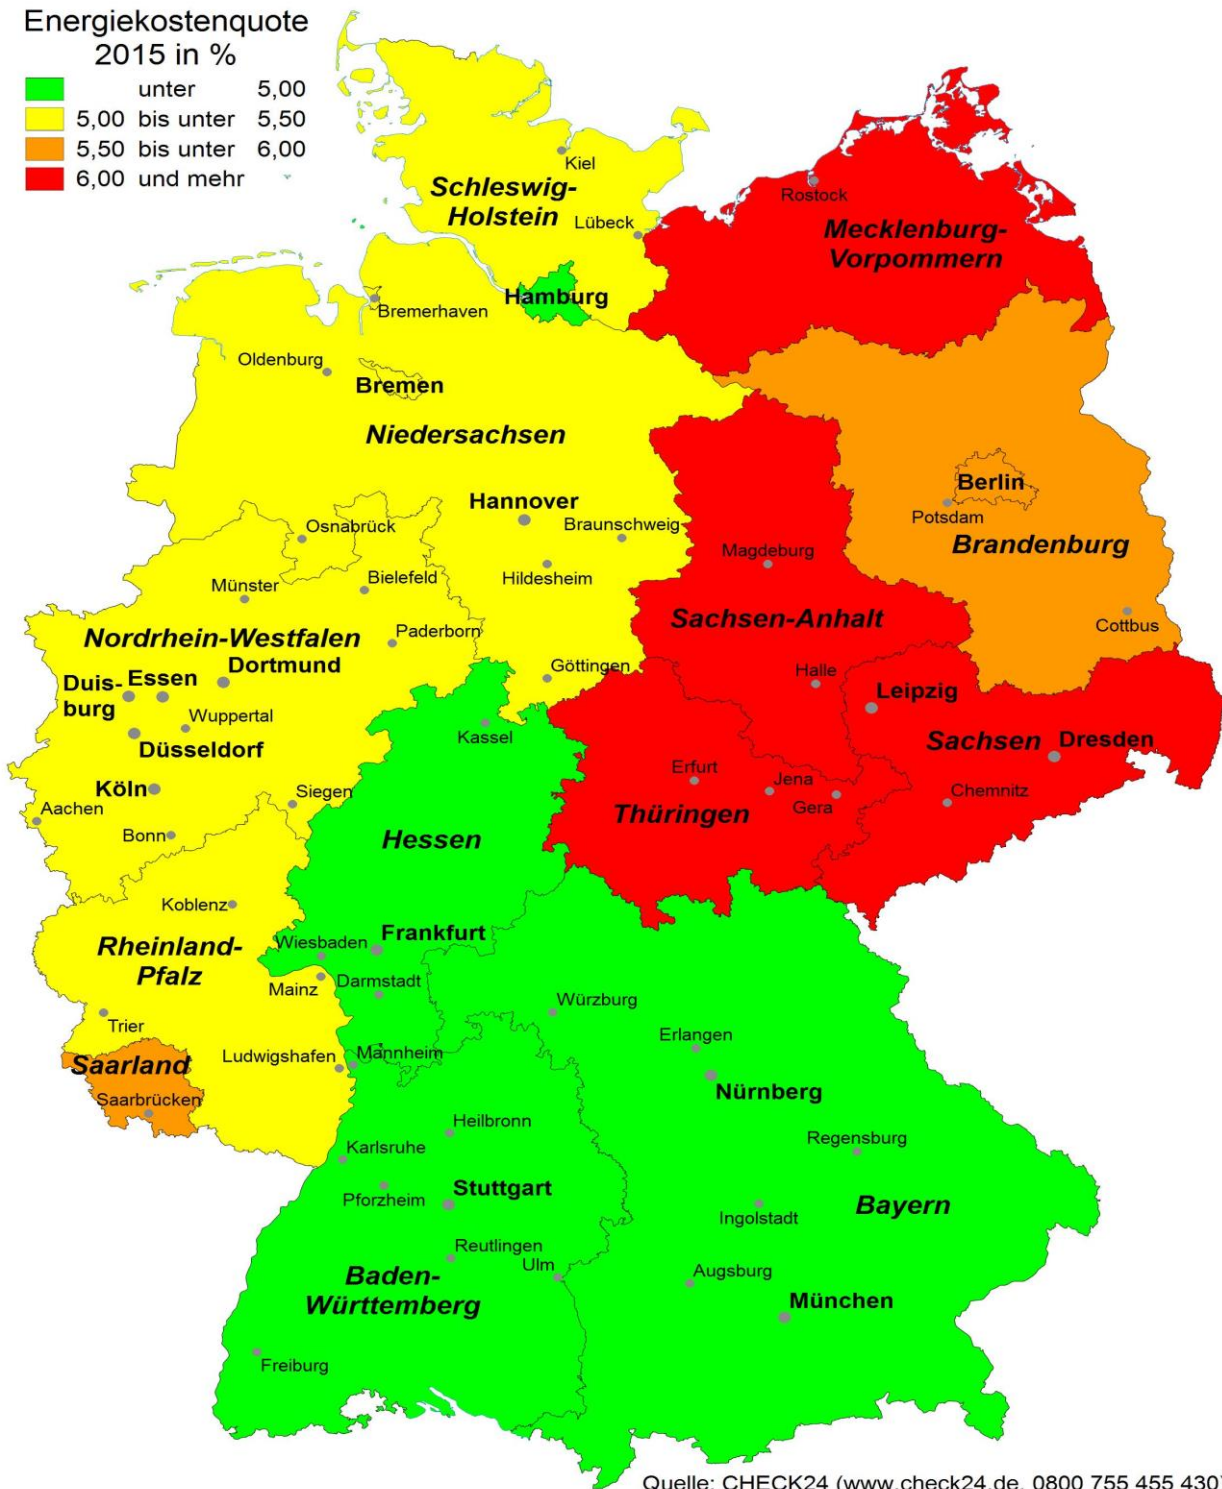 Energiekostenquote
2015 in %
unter 5,00
5,00 bis unter 5,50
5,50 bis unter 6,00
6,00 und mehr
Kiel
Schleswig-
Holstein
Lübeck
Rostock
Mecklenburg-
Vorpommern
Hamburg
Bremerhaven
Oldenburg
Bremen
Niedersachsen
Hannover
Osnabrück
Braunschweig
Hildesheim
Berlin
Potsdam
Brandenburg
Magdeburg
Münster
Bielefeld
Sachsen-Anhalt
Cottbus
Nordrhein-Westfalen
Paderborn
Dortmund
Göttingen
Halle
Duis-
burg
Essen
Leipzig
Wuppertal
Kassel
Düsseldorf
Sachsen
Dresden
Köln
Erfurt
Jena
Gera
Chemnitz
Aachen
Siegen
Thüringen
Bonn
Hessen
Koblenz
Frankfurt
Wiesbaden
Rheinland-
Pfalz
Mainz
Darmstadt
Würzburg
Trier
Erlangen
Saarland
Ludwigshafen
Mannheim
Nürnberg
Saarbrücken
Heilbronn
Karlsruhe
Regensburg
Pforzheim
Stuttgart
Ingolstadt
Bayern
Reutlingen
Ulm
Augsburg
Baden-
Württemberg
München
Freiburg
Quelle: CHECK24 (www.check24.de, 0800 755 455 430)